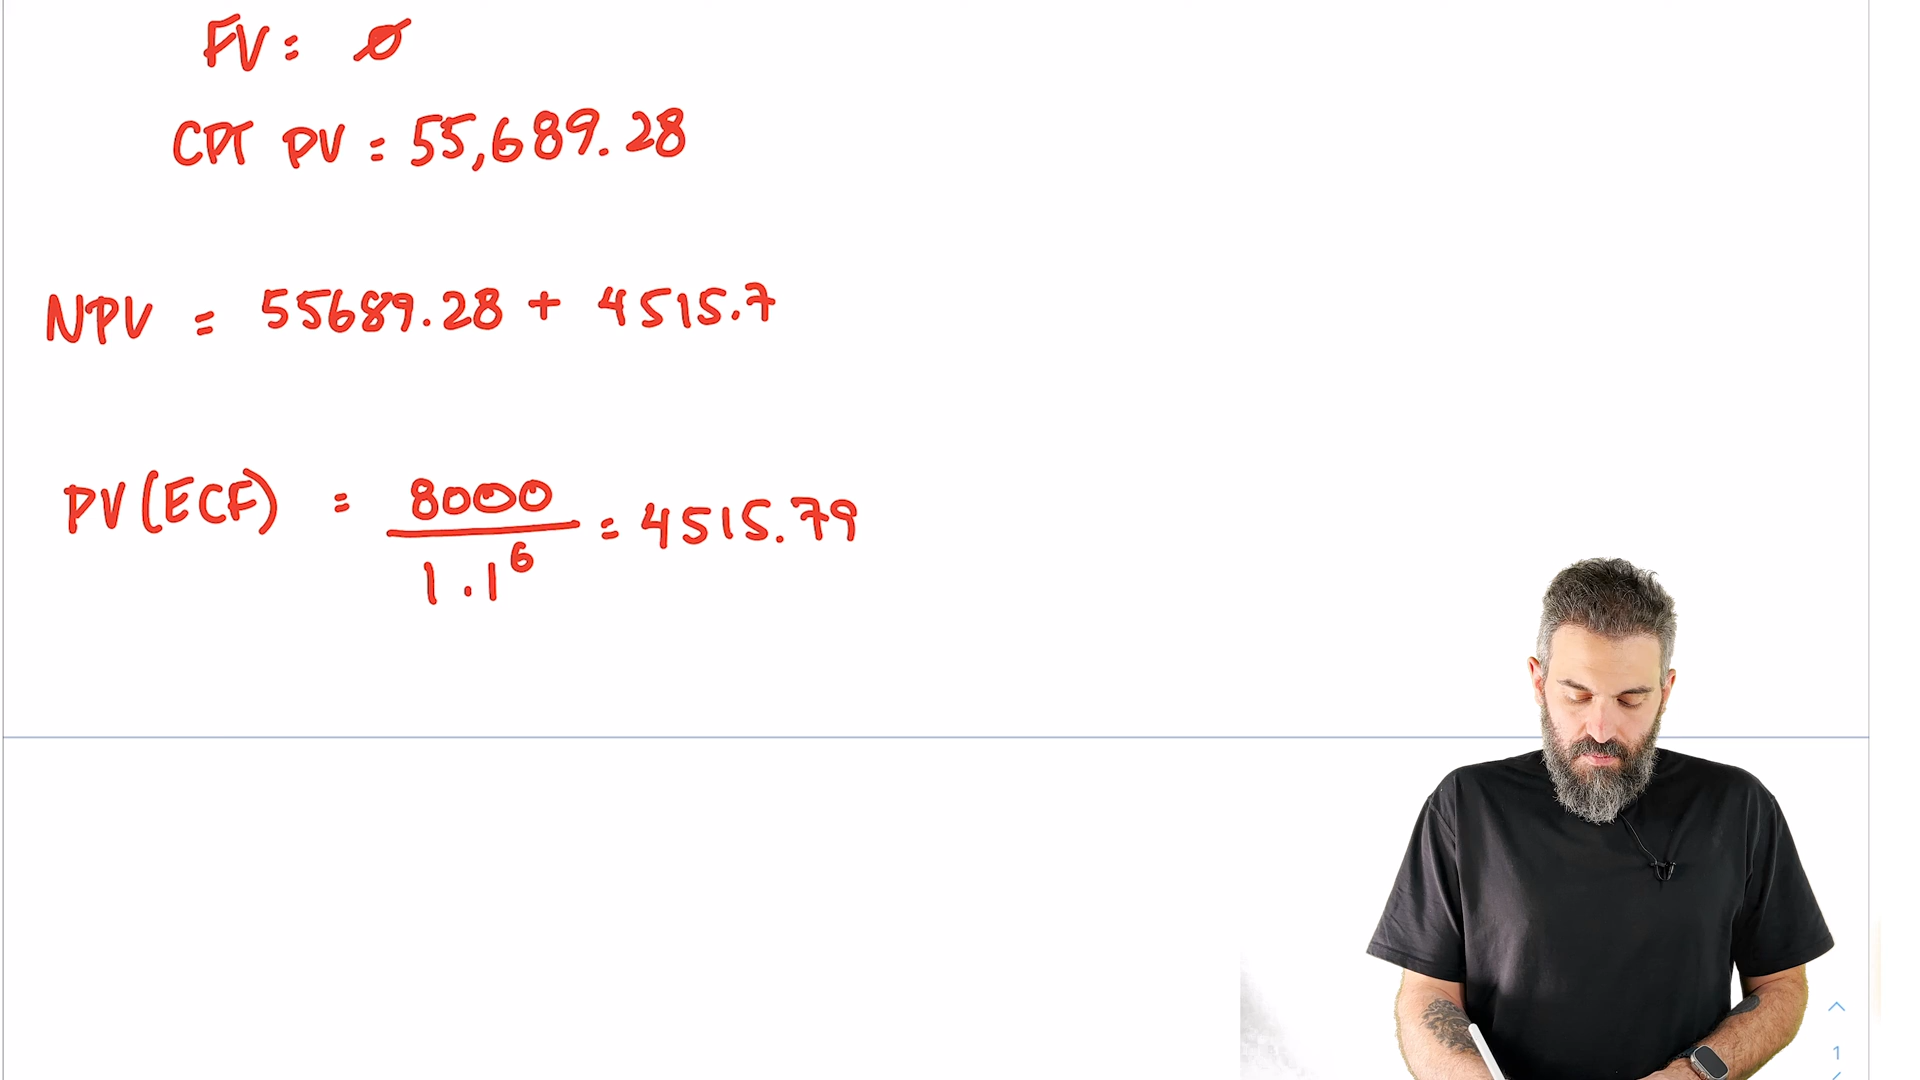 FV = ∅
CPT PV = 55,689.28
NPV = 55689.28 + 4515.7
PV(ECF) = 8000 / 1.1^6 = 4515.79
1